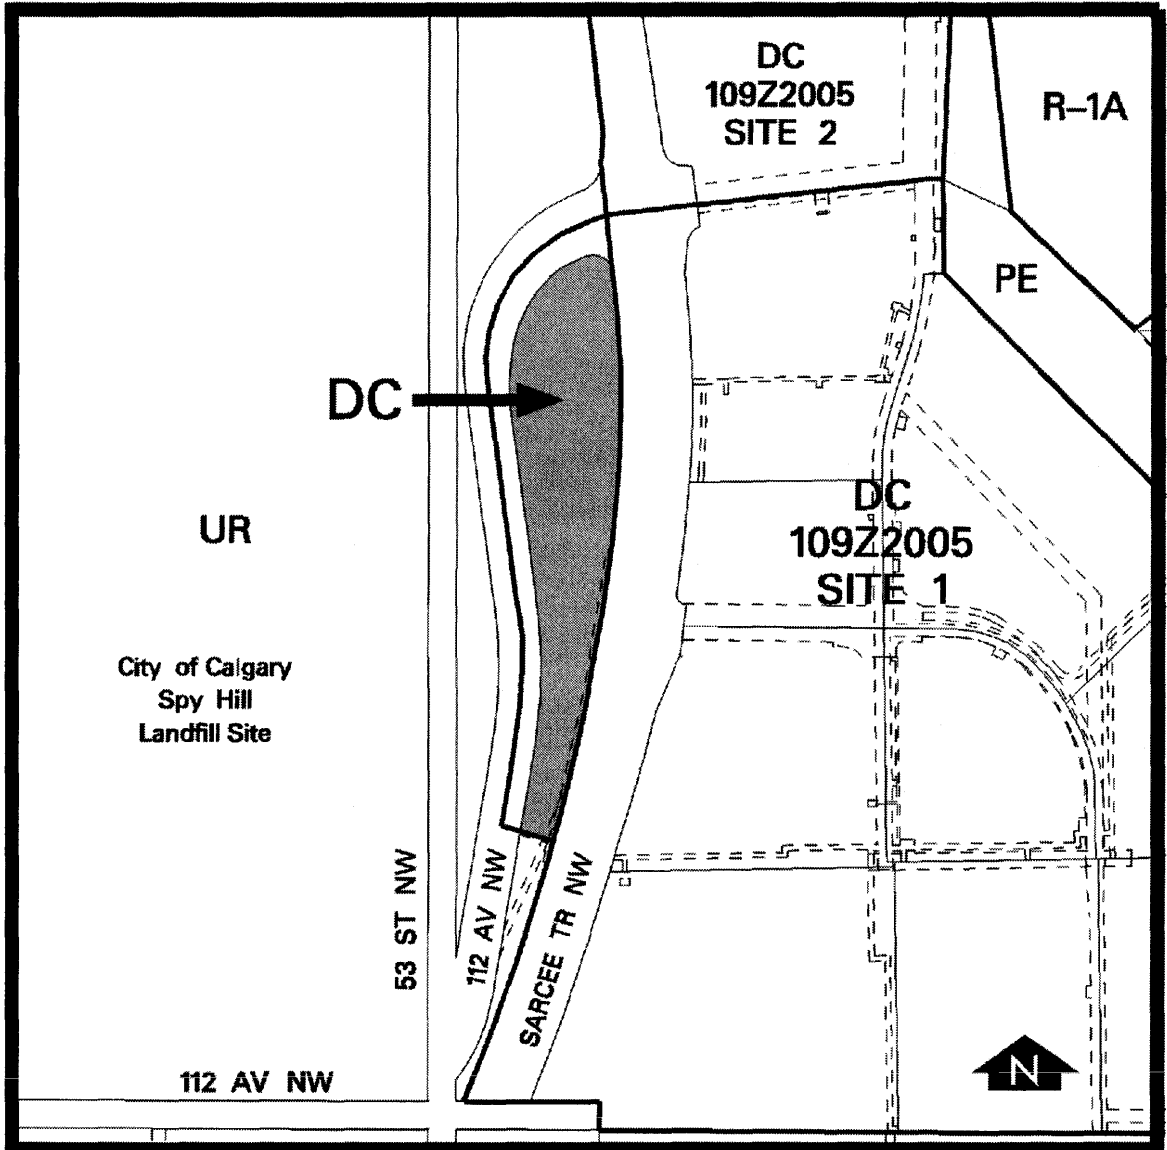 DC
109Z2005
SITE 2
R–1A
PE
DC
UR
DC
109Z2005
SITE 1
City of Calgary
Spy Hill
Landfill Site
53 ST NW
112 AV NW
SARCEE TR NW
112 AV NW
N